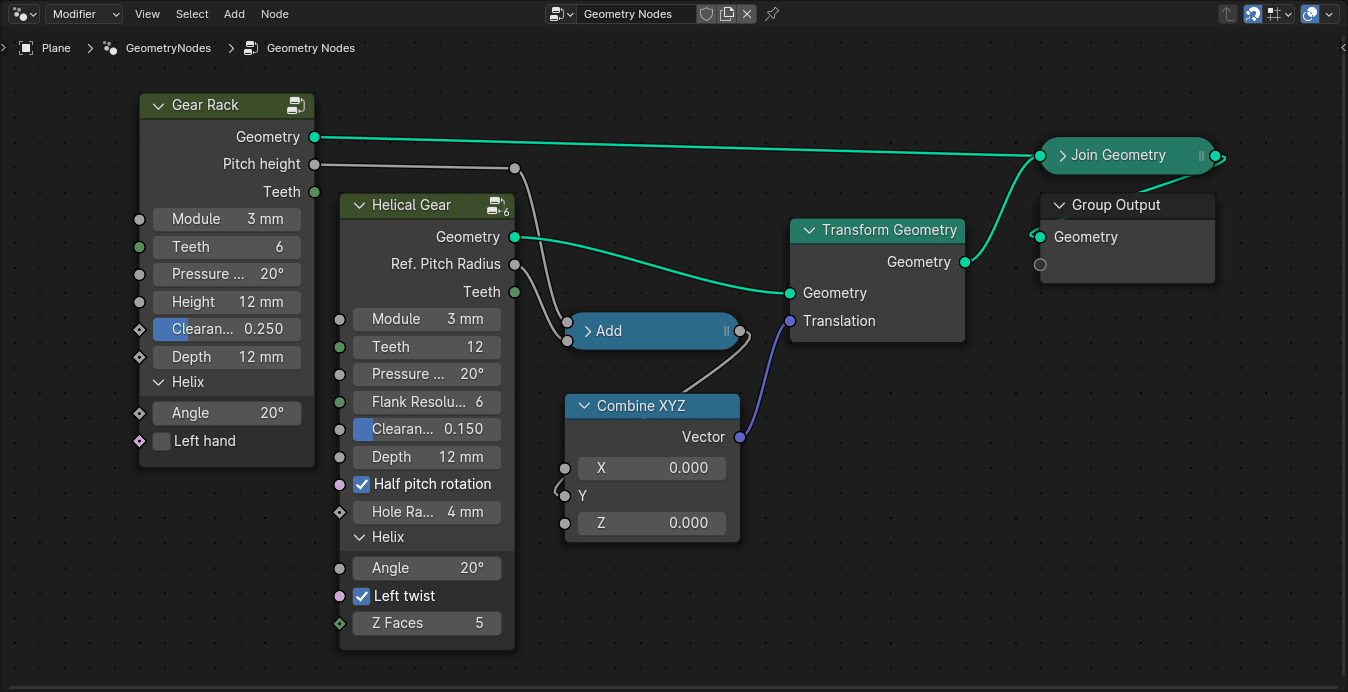 Modifier View Select Add Node Geometry Nodes
Plane GeometryNodes Geometry Nodes
Gear Rack
Geometry
Pitch height
Teeth
Module 3 mm
Teeth 6
Pressure ... 20°
Height 12 mm
Clearan... 0.250
Depth 12 mm
Helix
Angle 20°
Left hand
Helical Gear 6
Geometry
Ref. Pitch Radius
Teeth
Module 3 mm
Teeth 12
Pressure ... 20°
Flank Resolu... 6
Clearan... 0.150
Depth 12 mm
Half pitch rotation
Hole Ra... 4 mm
Helix
Angle 20°
Left twist
Z Faces 5
Add
Combine XYZ
Vector
X 0.000
Y
Z 0.000
Transform Geometry
Geometry
Geometry
Translation
Join Geometry
Group Output
Geometry